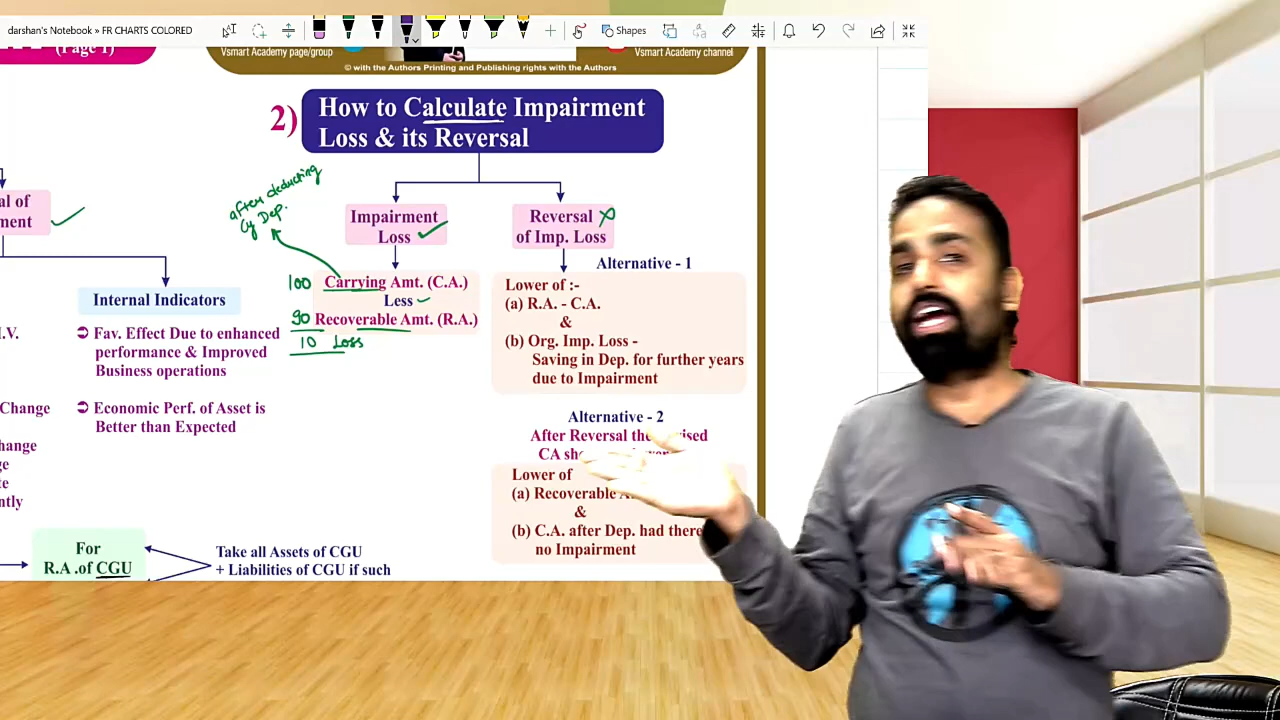 darshan's Notebook » FR CHARTS COLORED
Shapes
(Page 1)
Vsmart Academy page/group
Vsmart Academy channel
© with the Authors Printing and Publishing rights with the Authors
2)
How to Calculate Impairment
Loss & its Reversal
after deducting
Cy Dep.
al of
ment
Impairment
Loss
Reversal
of Imp. Loss
100
Carrying Amt. (C.A.)
Less
90
Recoverable Amt. (R.A.)
10 Loss
Alternative - 1
Lower of :-
(a) R.A. - C.A.
&
(b) Org. Imp. Loss -
Saving in Dep. for further years
due to Impairment
Alternative - 2
After Reversal the
CA
Lower of
(a) Recoverable
&
(b) C.A. after Dep. had there
no Impairment
Internal Indicators
I.V.
Fav. Effect Due to enhanced
performance & Improved
Business operations
Change
Economic Perf. of Asset is
Better than Expected
hange
ge
te
ntly
For
R.A .of CGU
Take all Assets of CGU
+ Liabilities of CGU if such